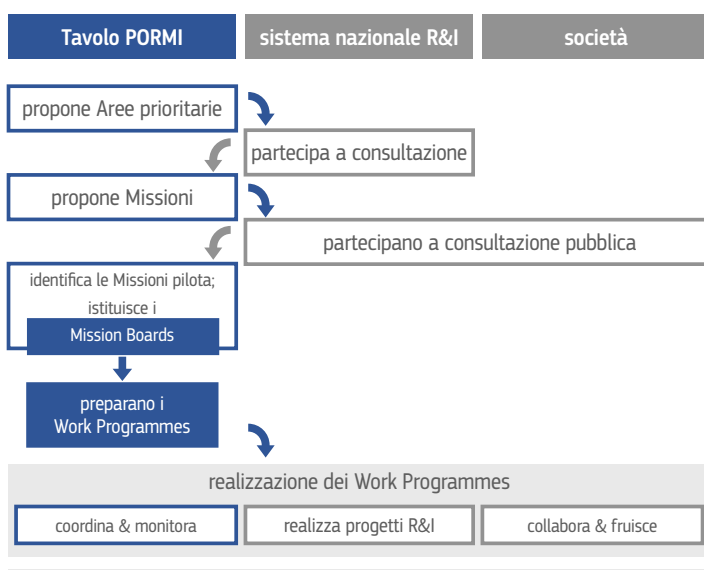 Tavolo PORMI
sistema nazionale R&I
società
propone Aree prioritarie
partecipa a consultazione
propone Missioni
partecipano a consultazione pubblica
identifica le Missioni pilota;
istituisce i
Mission Boards
preparano i
Work Programmes
realizzazione dei Work Programmes
coordina & monitora
realizza progetti R&I
collabora & fruisce